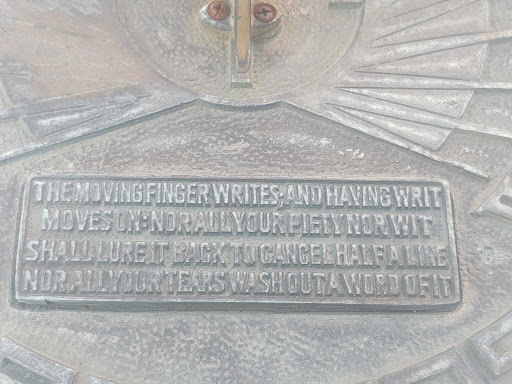 THE MOVING FINGER WRITES; AND HAVING WRIT
MOVES ON: NOR ALL YOUR PIETY NOR WIT
SHALL LURE IT BACK TO CANCEL HALF A LINE
NOR ALL YOUR TEARS WASH OUT A WORD OF IT